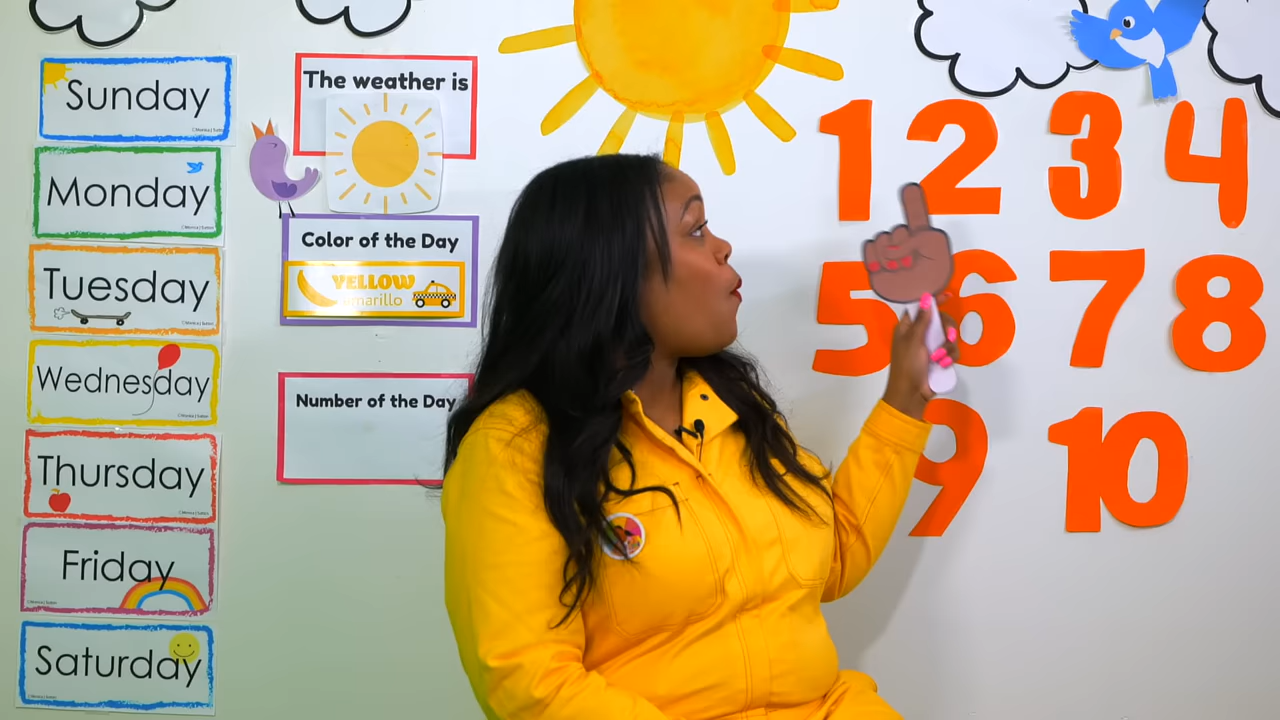 Sunday
Monday
Tuesday
Wednesday
Thursday
Friday
Saturday
The weather is
Color of the Day
YELLOW
amarillo
Number of the Day
1 2 3 4
5 6 7 8
9 10